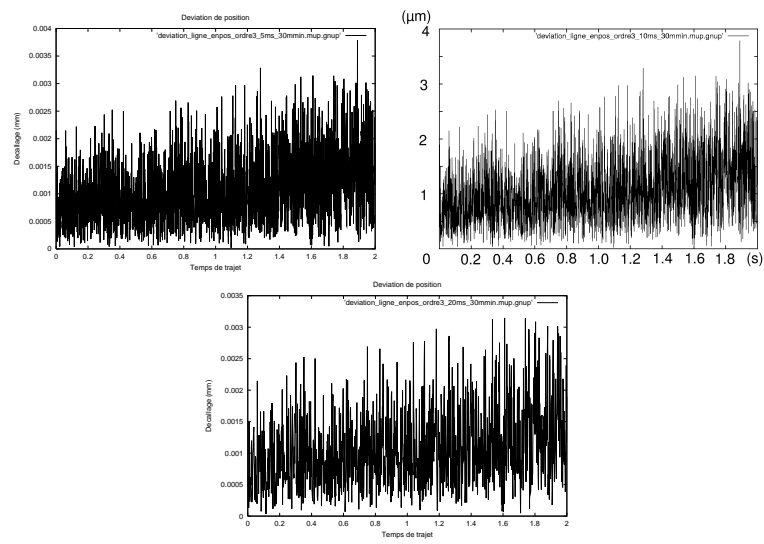 Deviation de position
'deviation_ligne_enpos_ordre3_5ms_30mmin.mup.gnup'
Decallage (mm)
0.004
0.0035
0.003
0.0025
0.002
0.0015
0.001
0.0005
0
0 0.2 0.4 0.6 0.8 1 1.2 1.4 1.6 1.8 2
Temps de trajet
(µm)
'deviation_ligne_enpos_ordre3_10ms_30mmin.mup.gnup'
4
3
2
1
0 0.2 0.4 0.6 0.8 1.0 1.2 1.4 1.6 1.8 (s)
Deviation de position
'deviation_ligne_enpos_ordre3_20ms_30mmin.mup.gnup'
Decallage (mm)
0.0035
0.003
0.0025
0.002
0.0015
0.001
0.0005
0
0 0.2 0.4 0.6 0.8 1 1.2 1.4 1.6 1.8 2
Temps de trajet